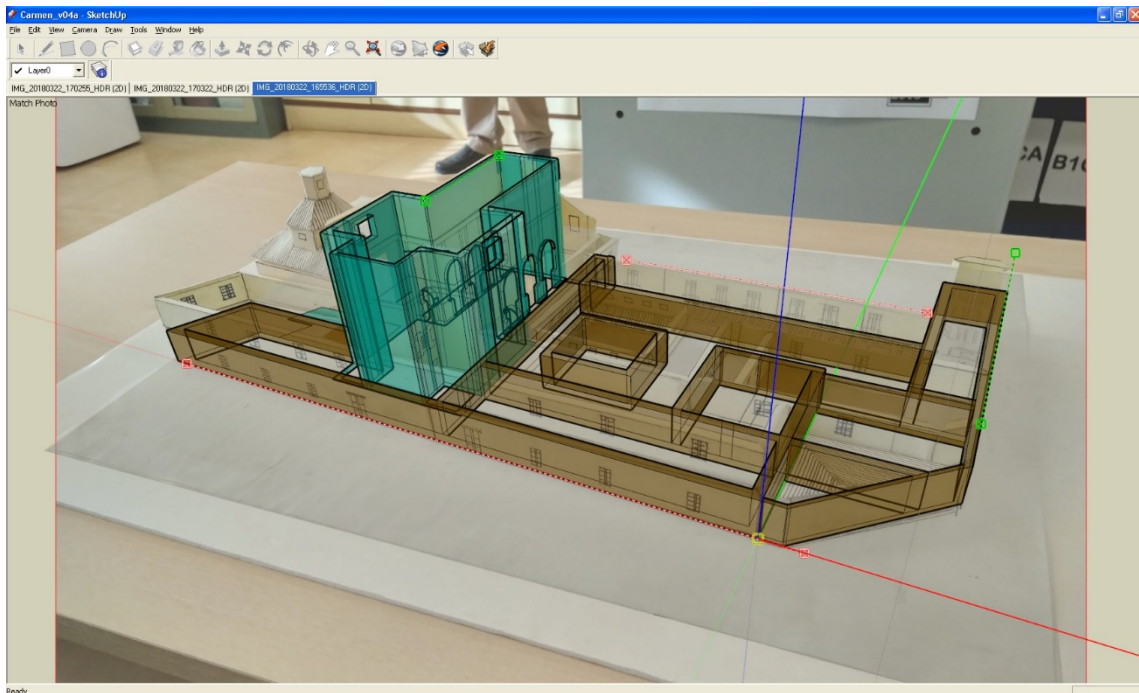 Carmen_v04a - SketchUp
File Edit View Camera Draw Tools Window Help
Layer0
IMG_20180322_170255_HDR (2D) IMG_20180322_170322_HDR (2D) IMG_20180322_165536_HDR (2D)
Match Photo
CA B10
Ready